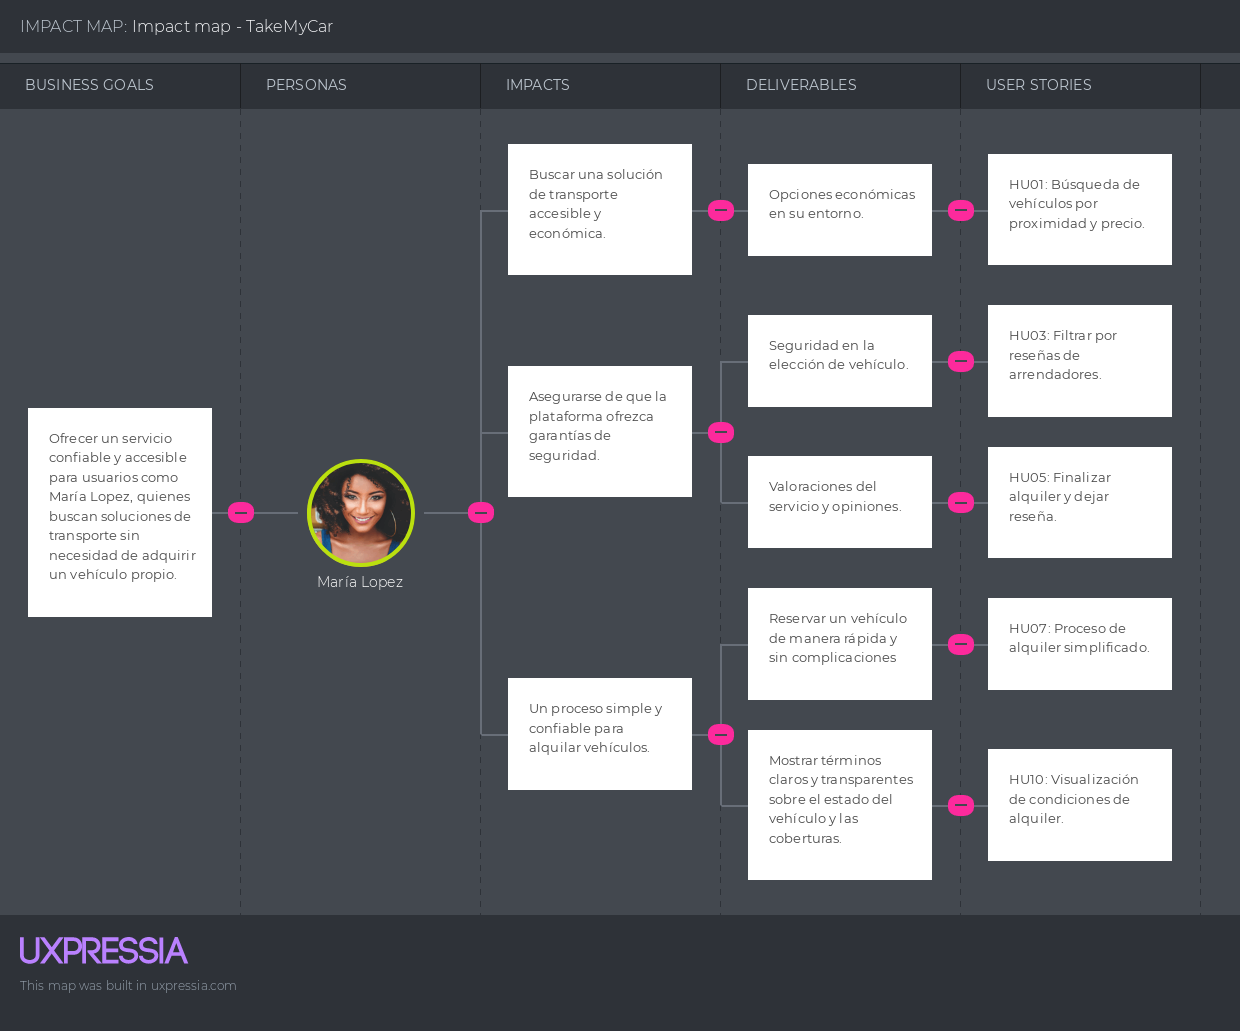 IMPACT MAP: Impact map - TakeMyCar
BUSINESS GOALS
PERSONAS
IMPACTS
DELIVERABLES
USER STORIES
Ofrecer un servicio
confiable y accesible
para usuarios como
María Lopez, quienes
buscan soluciones de
transporte sin
necesidad de adquirir
un vehículo propio.
María Lopez
Buscar una solución
de transporte
accesible y
económica.
Opciones económicas
en su entorno.
HU01: Búsqueda de
vehículos por
proximidad y precio.
Asegurarse de que la
plataforma ofrezca
garantías de
seguridad.
Seguridad en la
elección de vehículo.
HU03: Filtrar por
reseñas de
arrendadores.
Valoraciones del
servicio y opiniones.
HU05: Finalizar
alquiler y dejar
reseña.
Un proceso simple y
confiable para
alquilar vehículos.
Reservar un vehículo
de manera rápida y
sin complicaciones
HU07: Proceso de
alquiler simplificado.
Mostrar términos
claros y transparentes
sobre el estado del
vehículo y las
coberturas.
HU10: Visualización
de condiciones de
alquiler.
UXPRESSIA
This map was built in uxpressia.com